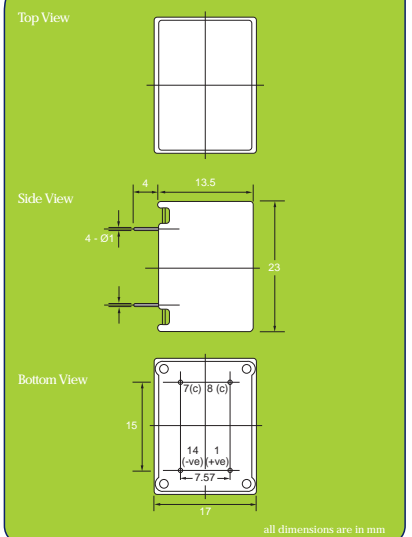 Top View
4 13.5
Side View
4 - Ø1
23
Bottom View
7(c) 8 (c)
15
14 1
(-ve) (+ve)
7.57
17
all dimensions are in mm